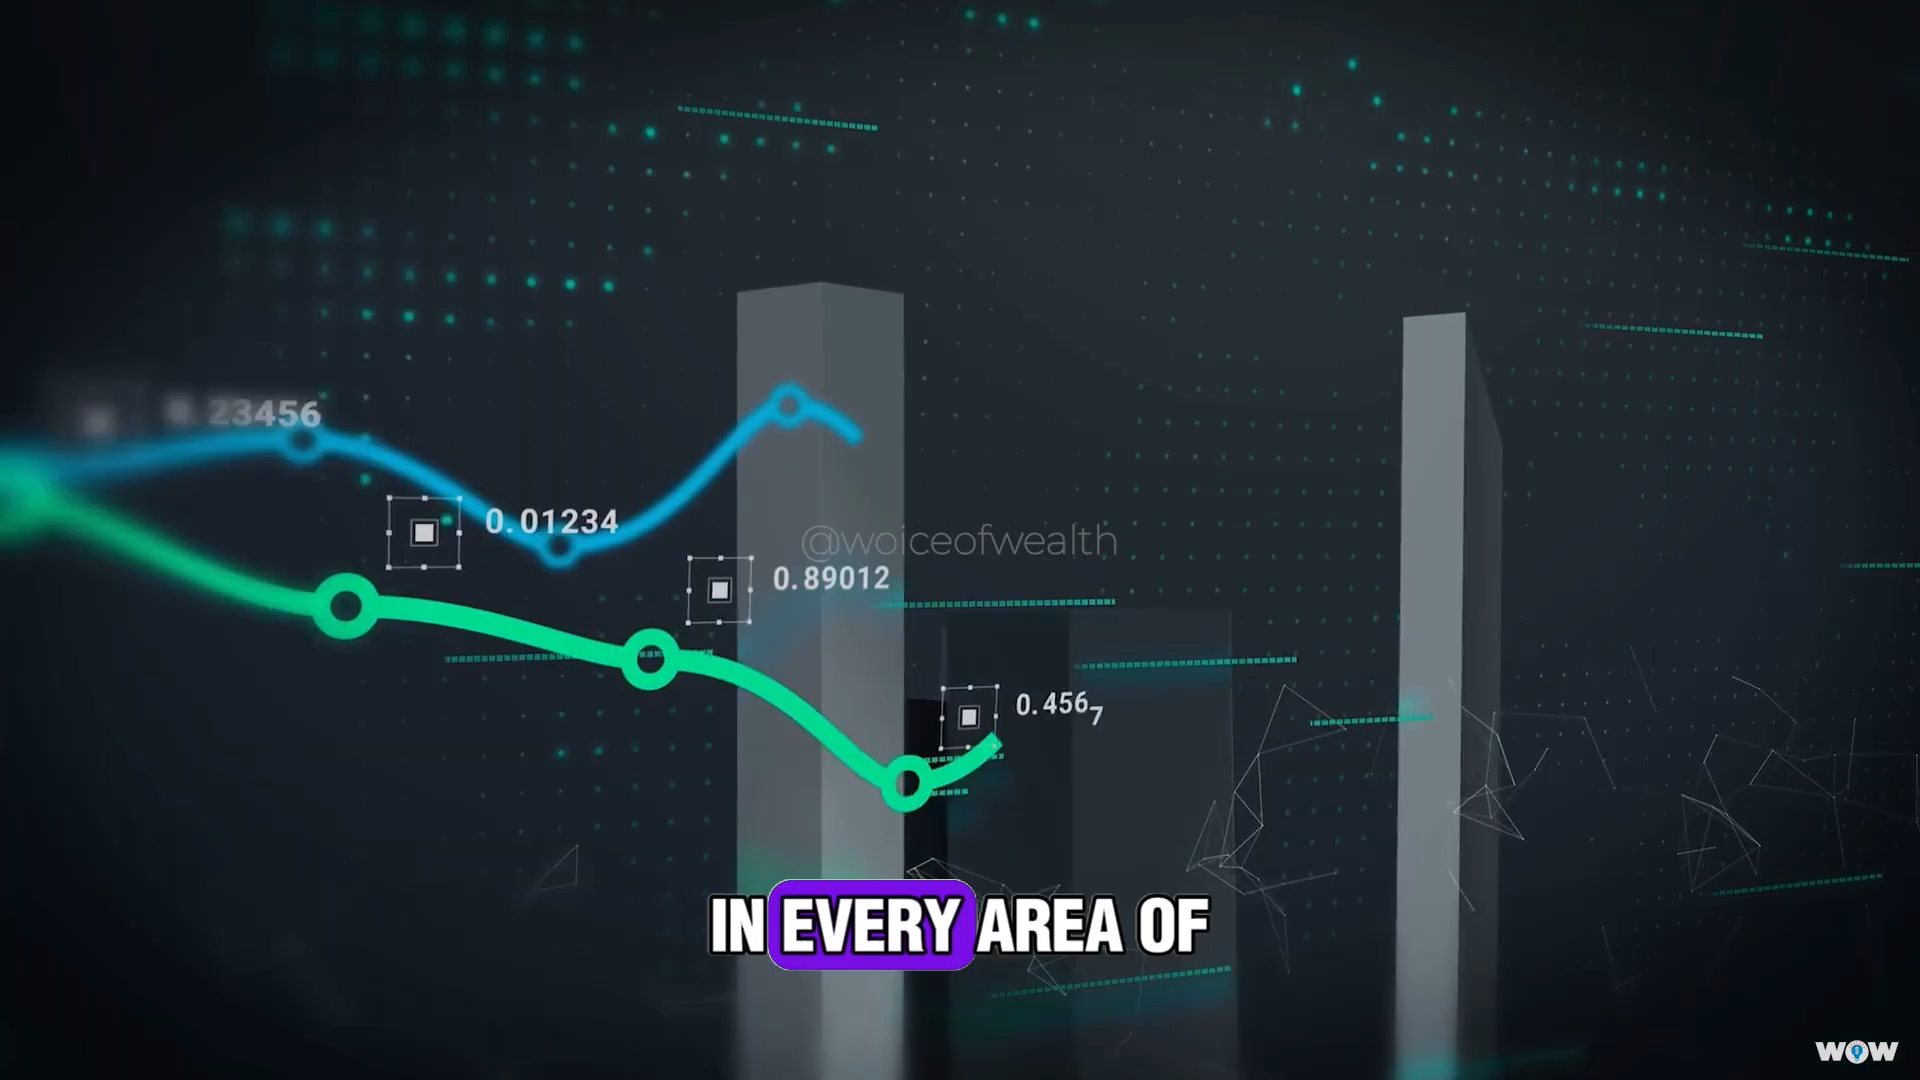 .23456
0.01234
@woiceofwealth
0.89012
0.4567
IN EVERY AREA OF
WOW